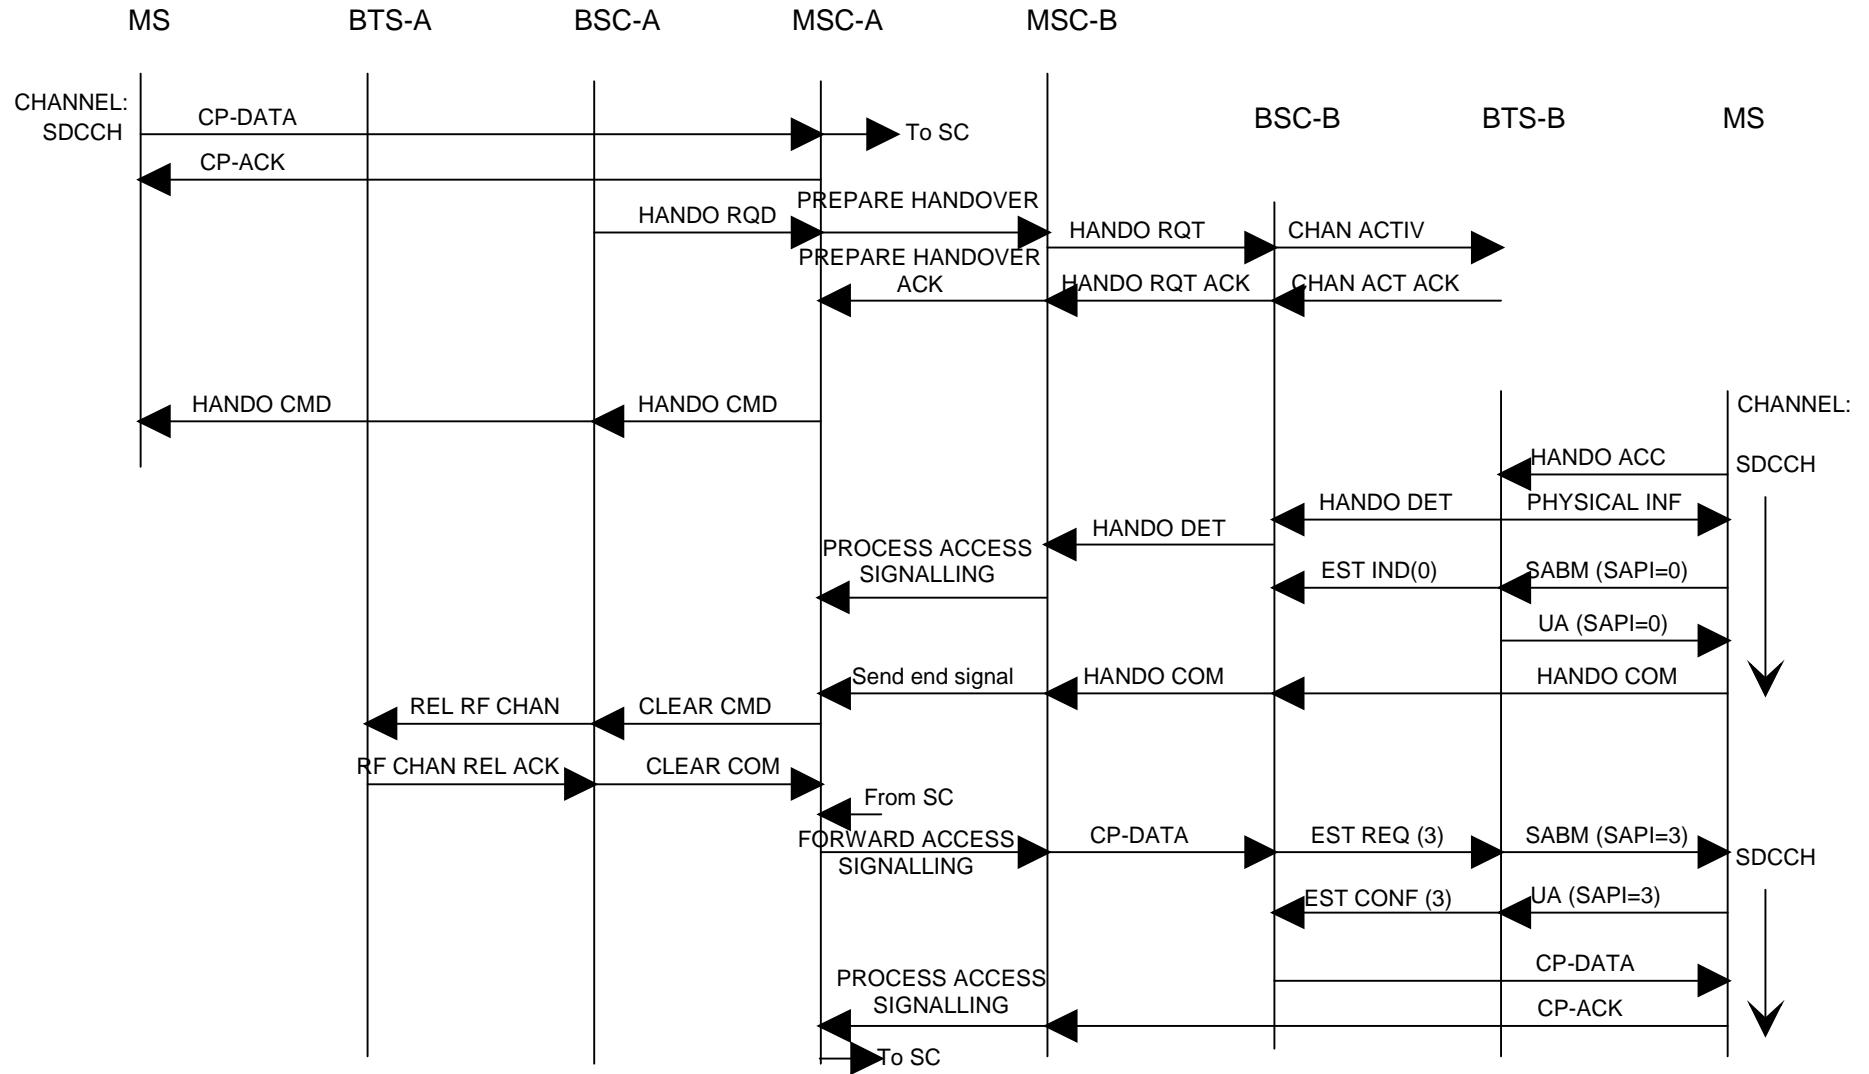 MS
BTS-A
BSC-A
MSC-A
MSC-B
CHANNEL:
SDCCH
CP-DATA
To SC
BSC-B
BTS-B
MS
CP-ACK
PREPARE HANDOVER
HANDO RQD
HANDO RQT
CHAN ACTIV
PREPARE HANDOVER
ACK
HANDO RQT ACK
CHAN ACT ACK
HANDO CMD
HANDO CMD
CHANNEL:
HANDO ACC
SDCCH
HANDO DET
PHYSICAL INF
HANDO DET
PROCESS ACCESS
SIGNALLING
EST IND(0)
SABM (SAPI=0)
UA (SAPI=0)
Send end signal
HANDO COM
HANDO COM
REL RF CHAN
CLEAR CMD
RF CHAN REL ACK
CLEAR COM
From SC
FORWARD ACCESS
SIGNALLING
CP-DATA
EST REQ (3)
SABM (SAPI=3)
SDCCH
EST CONF (3)
UA (SAPI=3)
CP-DATA
PROCESS ACCESS
SIGNALLING
CP-ACK
To SC